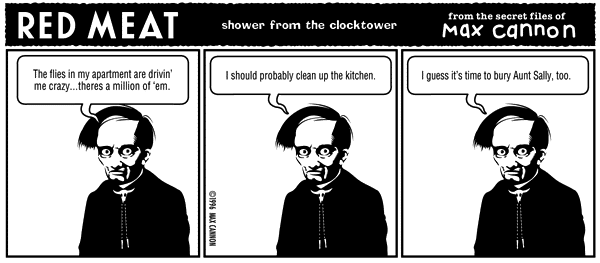 RED MEAT
shower from the clocktower
from the secret files of
Max cannon
The flies in my apartment are drivin'
me crazy...theres a million of 'em.
I should probably clean up the kitchen.
©1996 MAX CANNON
I guess it's time to bury Aunt Sally, too.